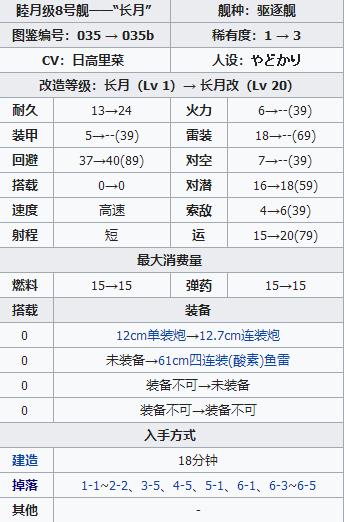 睦月级8号舰——“长月” 舰种：驱逐舰
图鉴编号：035 → 035b 稀有度：1 → 3
CV：日高里菜 人设：やどかり
改造等级：长月（Lv 1）→ 长月改（Lv 20）
耐久 13→24 火力 6→--(39)
装甲 5→--(39) 雷装 18→--(69)
回避 37→40(89) 对空 7→--(39)
搭载 0→0 对潜 16→18(59)
速度 高速 索敌 4→6(39)
射程 短 运 15→20(79)
最大消费量
燃料 15→15 弹药 15→15
搭载 装备
0 12cm单装炮→12.7cm连装炮
0 未装备→61cm四连装(酸素)鱼雷
0 装备不可→未装备
0 装备不可→装备不可
入手方式
建造 18分钟
掉落 1-1~2-2、3-5、4-5、5-1、6-1、6-3~6-5
其他 -